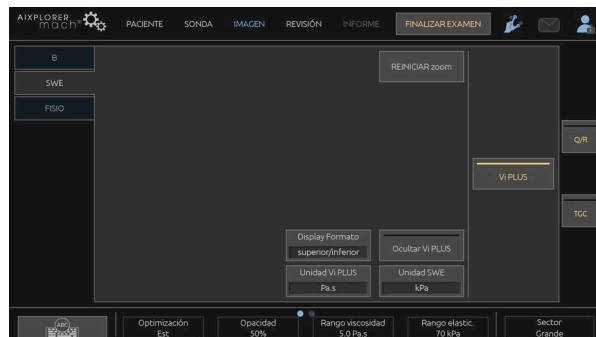 AIXPLORER
mach
PACIENTE SONDA IMAGEN REVISIÓN INFORME FINALIZAR EXAMEN
B
SWE
FISIO
REINICIAR zoom
Q/R
Vi PLUS
TGC
Display Formato
superior/inferior
Ocultar Vi PLUS
Unidad Vi PLUS
Pa.s
Unidad SWE
kPa
ABC
Optimización
Est
Opacidad
50%
Rango viscosidad
5.0 Pa.s
Rango elastic.
70 kPa
Sector
Grande